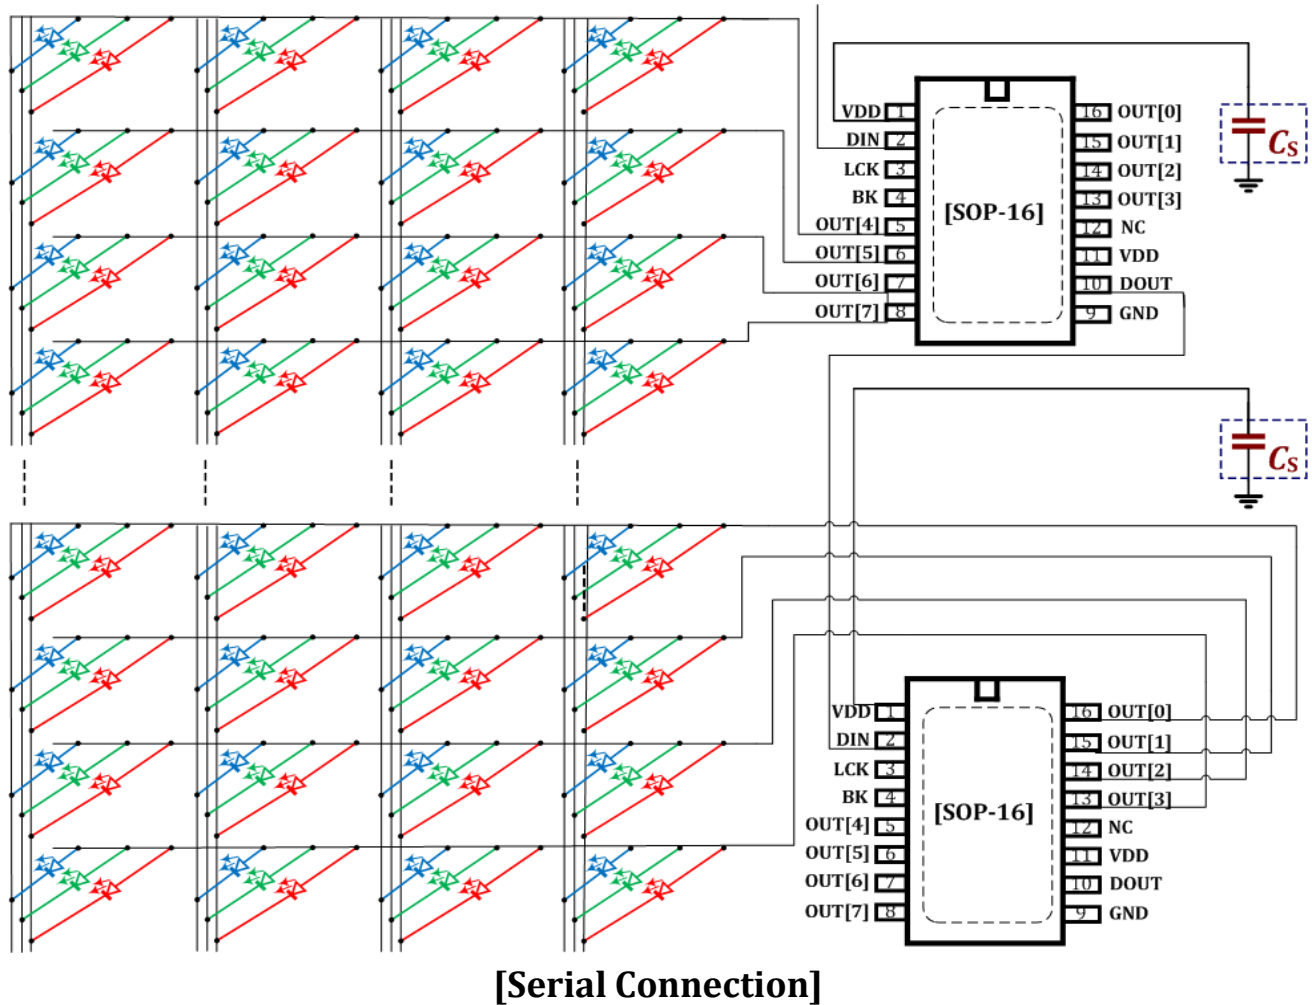 VDD 1 16 OUT[0]
DIN 2 15 OUT[1]
LCK 3 14 OUT[2]
BK 4 13 OUT[3]
OUT[4] 5 12 NC
OUT[5] 6 11 VDD
OUT[6] 7 10 DOUT
OUT[7] 8 9 GND
[SOP-16]
CS
CS
VDD 1 16 OUT[0]
DIN 2 15 OUT[1]
LCK 3 14 OUT[2]
BK 4 13 OUT[3]
OUT[4] 5 12 NC
OUT[5] 6 11 VDD
OUT[6] 7 10 DOUT
OUT[7] 8 9 GND
[SOP-16]
[Serial Connection]